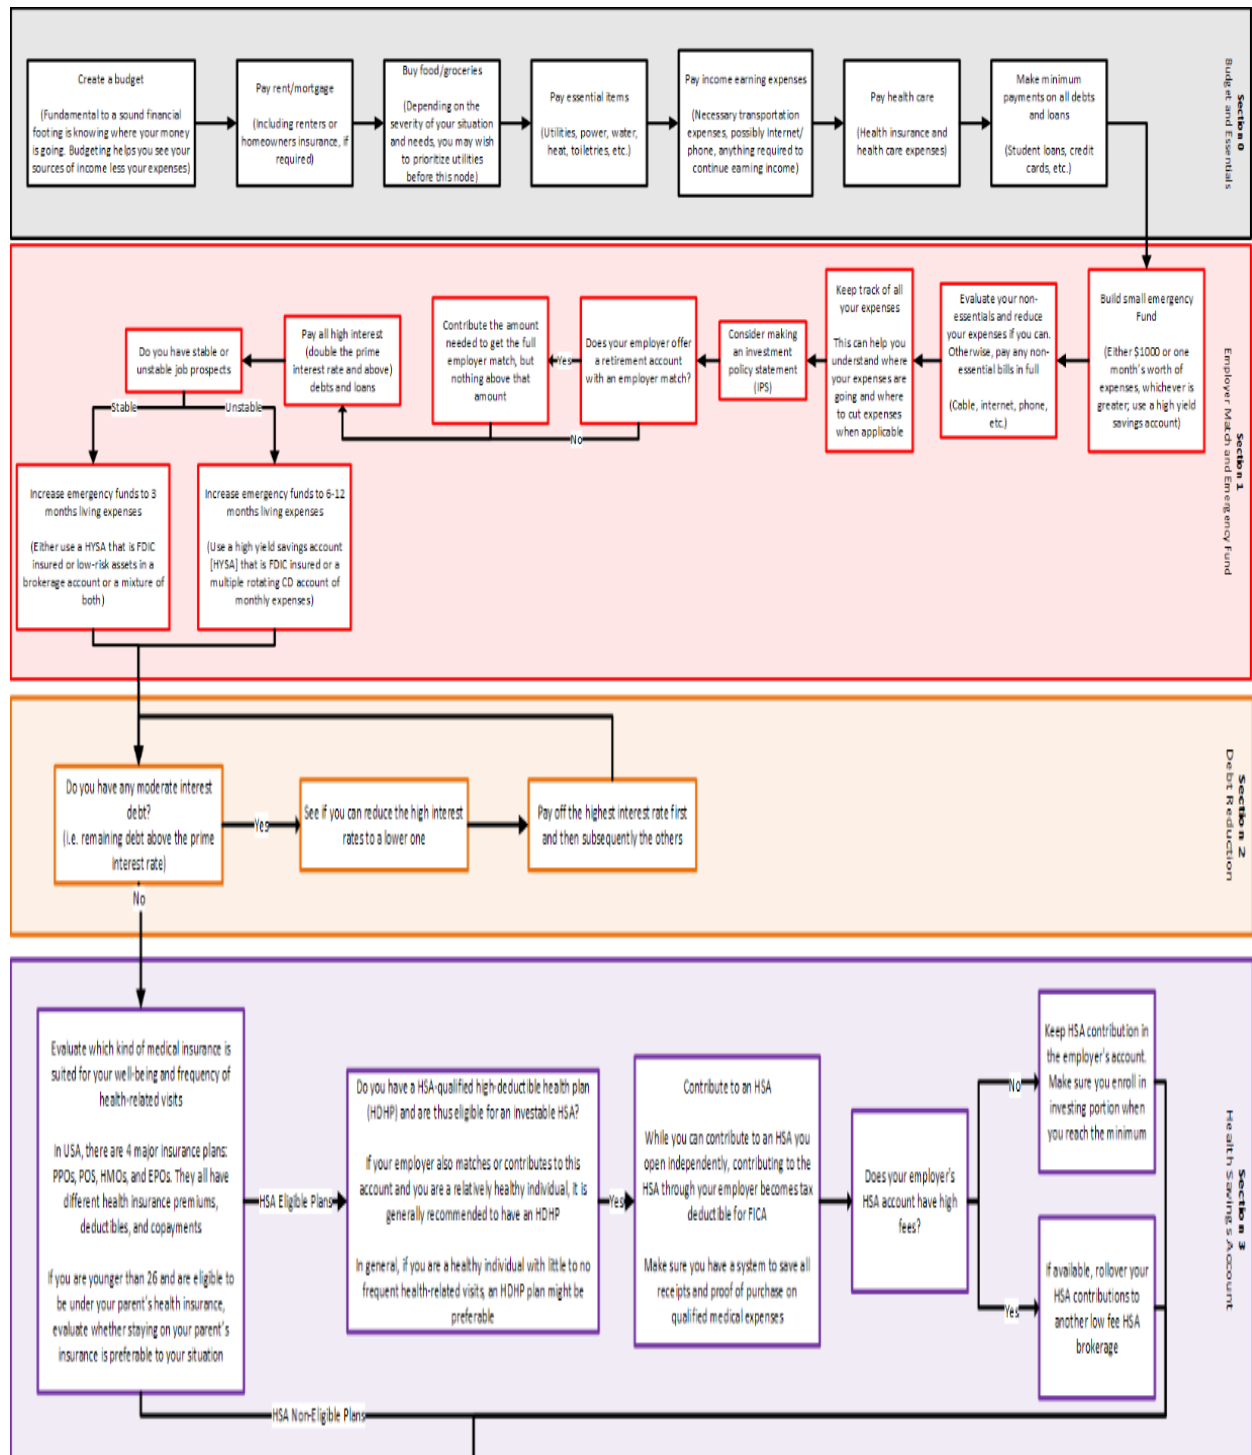 Section 0
Budget and Essentials
Create a budget
(Fundamental to a sound financial
footing is knowing where your money
is going. Budgeting helps you see your
sources of income less your expenses)
Pay rent/mortgage
(Including renters or
homeowners insurance, if
required)
Buy food/groceries
(Depending on the
severity of your situation
and needs, you may wish
to prioritize utilities
before this node)
Pay essential items
(Utilities, power, water,
heat, toiletries, etc.)
Pay income earning expenses
(Necessary transportation
expenses, possibly Internet/
phone, anything required to
continue earning income)
Pay health care
(Health insurance and
health care expenses)
Make minimum
payments on all debts
and loans
(Student loans, credit
cards, etc.)
Section 1
Employer Match and Emergency Fund
Build small emergency
Fund
(Either $1000 or one
month's worth of
expenses, whichever is
greater; use a high yield
savings account)
Evaluate your non-
essentials and reduce
your expenses if you can.
Otherwise, pay any non-
essential bills in full
(Cable, internet, phone,
etc.)
Keep track of all
your expenses
This can help you
understand where
your expenses are
going and where
to cut expenses
when applicable
Consider making
an investment
policy statement
(IPS)
Does your employer offer
a retirement account
with an employer match?
Yes
No
Contribute the amount
needed to get the full
employer match, but
nothing above that
amount
Pay all high interest
(double the prime
interest rate and above)
debts and loans
Do you have stable or
unstable job prospects
Stable
Unstable
Increase emergency funds to 3
months living expenses
(Either use a HYSA that is FDIC
insured or low-risk assets in a
brokerage account or a mixture of
both)
Increase emergency funds to 6-12
months living expenses
(Use a high yield savings account
[HYSA] that is FDIC insured or a
multiple rotating CD account of
monthly expenses)
Section 2
Debt Reduction
Do you have any moderate interest
debt?
(i.e. remaining debt above the prime
interest rate)
Yes
No
See if you can reduce the high interest
rates to a lower one
Pay off the highest interest rate first
and then subsequently the others
Section 3
Health Savings Account
Evaluate which kind of medical insurance is
suited for your well-being and frequency of
health-related visits
In USA, there are 4 major insurance plans:
PPOs, POS, HMOs, and EPOs. They all have
different health insurance premiums,
deductibles, and copayments
If you are younger than 26 and are eligible to
be under your parent's health insurance,
evaluate whether staying on your parent's
insurance is preferable to your situation
HSA Eligible Plans
HSA Non-Eligible Plans
Do you have a HSA-qualified high-deductible health plan
(HDHP) and are thus eligible for an investable HSA?
If your employer also matches or contributes to this
account and you are a relatively healthy individual, it is
generally recommended to have an HDHP
In general, if you are a healthy individual with little to no
frequent health-related visits, an HDHP plan might be
preferable
Yes
Contribute to an HSA
While you can contribute to an HSA you
open independently, contributing to the
HSA through your employer becomes tax
deductible for FICA
Make sure you have a system to save all
receipts and proof of purchase on
qualified medical expenses
Does your employer's
HSA account have high
fees?
No
Yes
Keep HSA contribution in
the employer's account.
Make sure you enroll in
investing portion when
you reach the minimum
If available, rollover your
HSA contributions to
another low fee HSA
brokerage